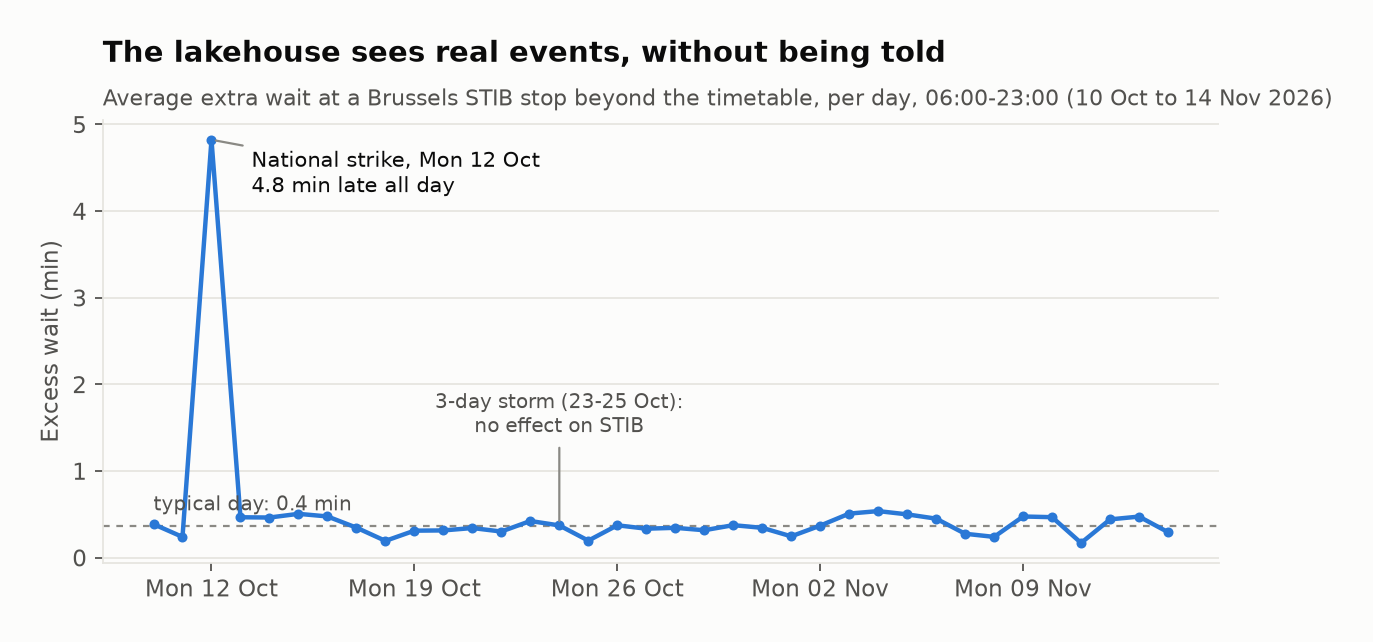 The lakehouse sees real events, without being told
Average extra wait at a Brussels STIB stop beyond the timetable, per day, 06:00-23:00 (10 Oct to 14 Nov 2026)
Excess wait (min)
5
4
3
2
1
0
National strike, Mon 12 Oct
4.8 min late all day
3-day storm (23-25 Oct):
no effect on STIB
typical day: 0.4 min
Mon 12 Oct
Mon 19 Oct
Mon 26 Oct
Mon 02 Nov
Mon 09 Nov